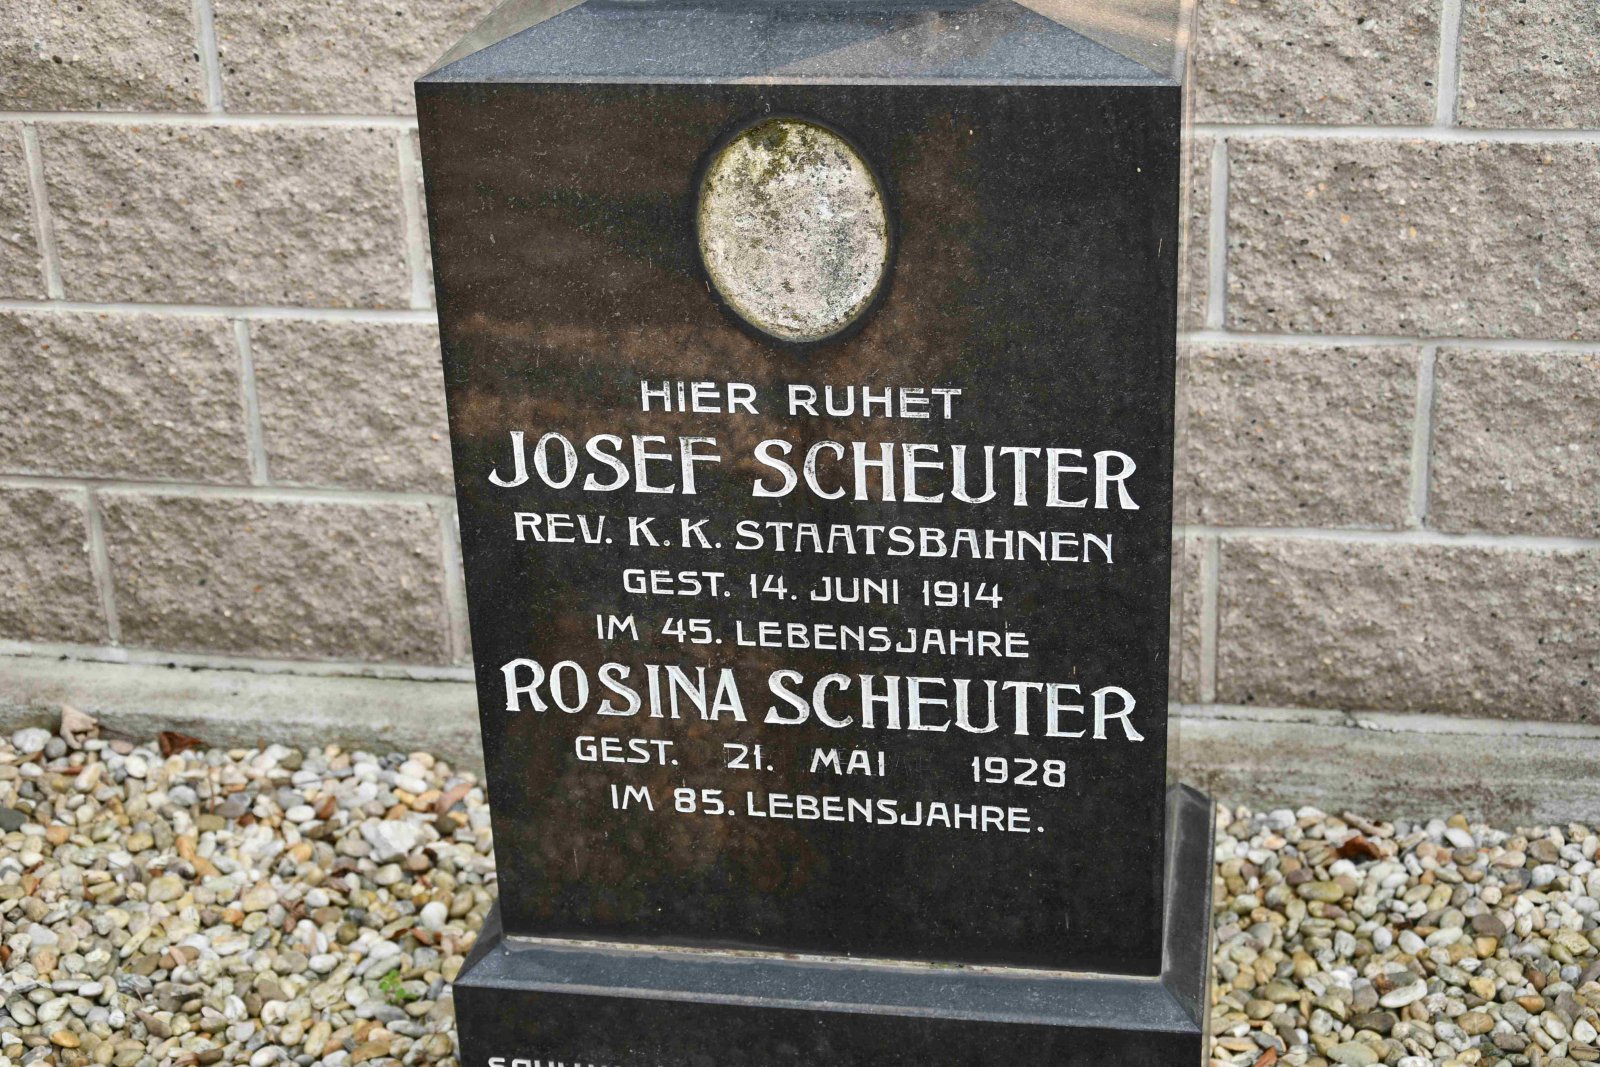 HIER RUHET
JOSEF SCHEUTER
REV. K. K. STAATSBAHNEN
GEST. 14. JUNI 1914
IM 45. LEBENSJAHRE
ROSINA SCHEUTER
GEST. 21. MAI 1928
IM 85. LEBENSJAHRE.